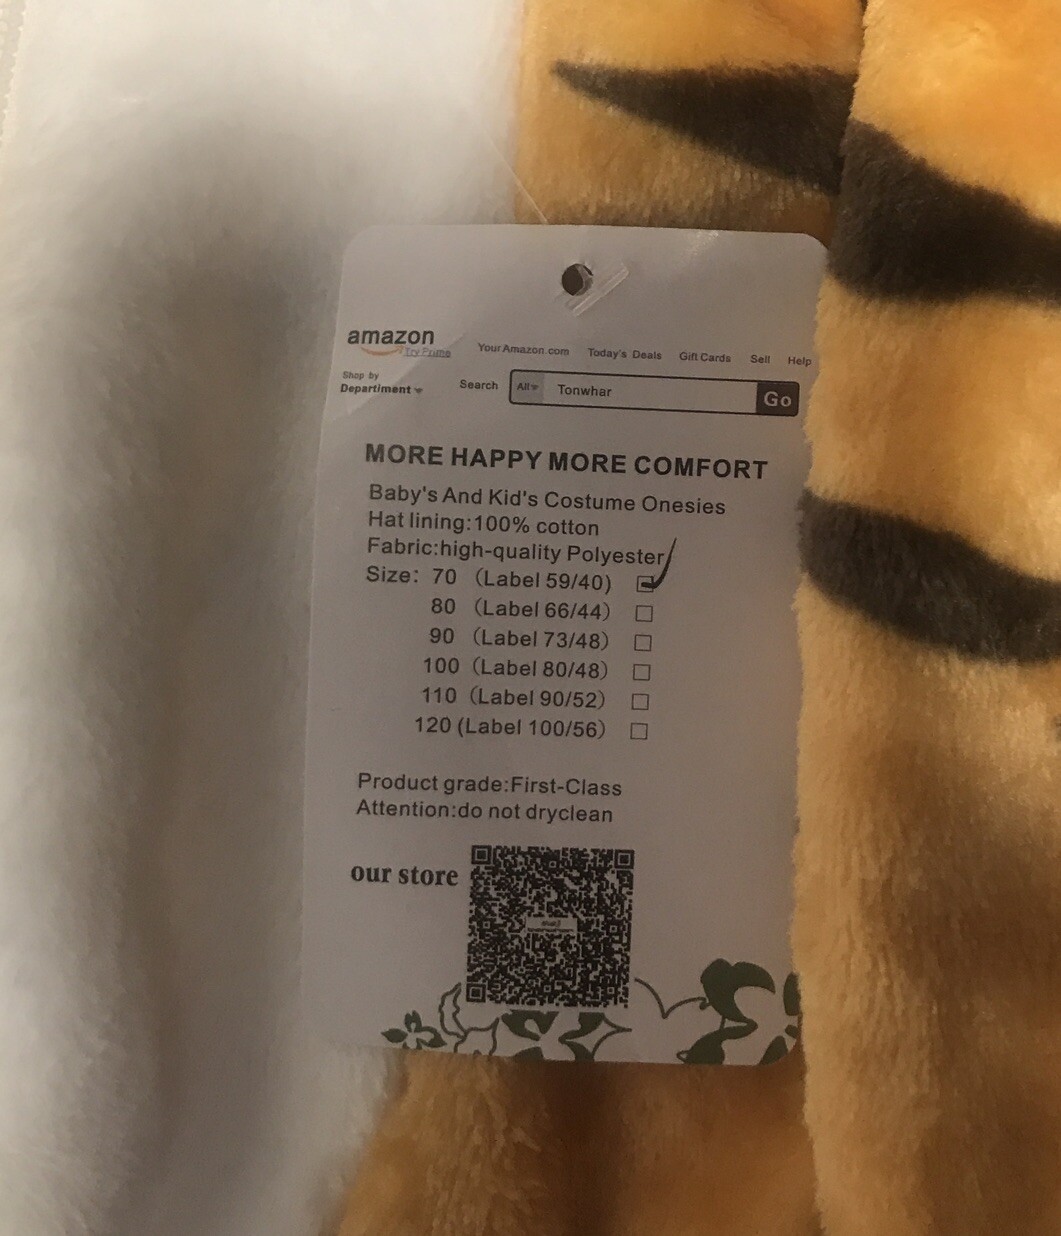 amazon
Try Prime
Your Amazon.com Today's Deals Gift Cards Sell Help
Shop by
Departiment
Search All Tonwhar Go
MORE HAPPY MORE COMFORT
Baby's And Kid's Costume Onesies
Hat lining:100% cotton
Fabric:high-quality Polyester
Size: 70 (Label 59/40)
80 (Label 66/44)
90 (Label 73/48)
100 (Label 80/48)
110 (Label 90/52)
120 (Label 100/56)
Product grade:First-Class
Attention:do not dryclean
our store